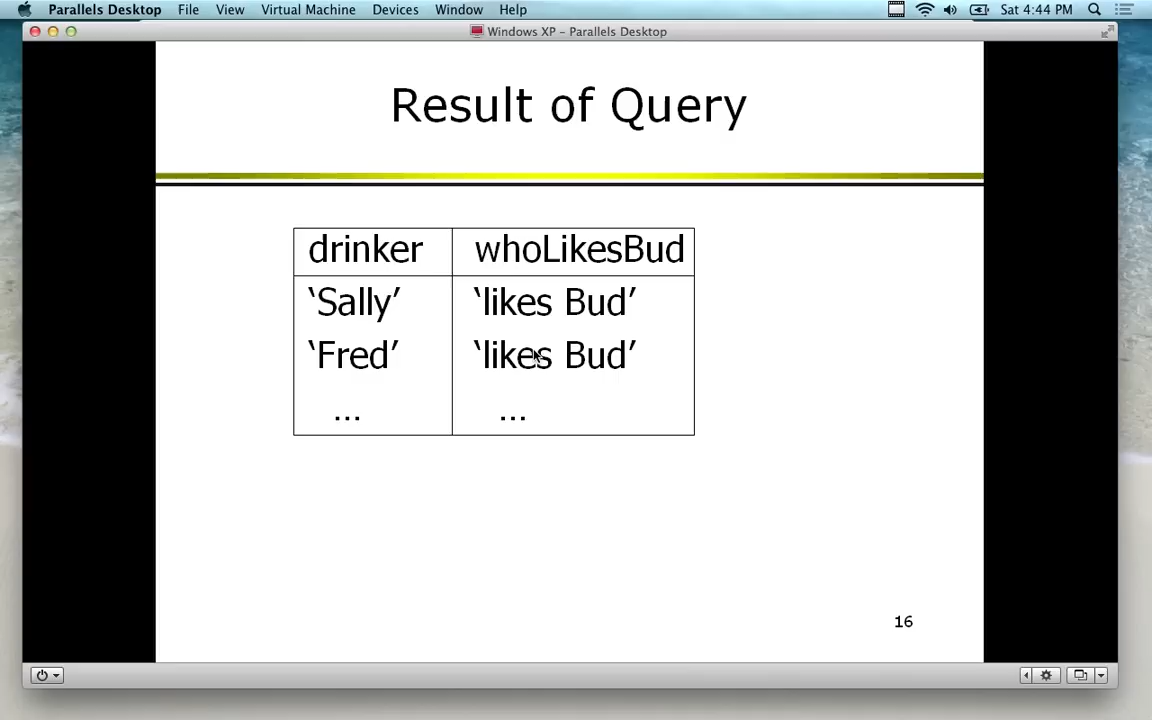 Parallels Desktop File View Virtual Machine Devices Window Help Sat 4:44 PM
Windows XP - Parallels Desktop
Result of Query
drinker whoLikesBud
‘Sally’ ‘likes Bud’
‘Fred’ ‘likes Bud’
... ...
16